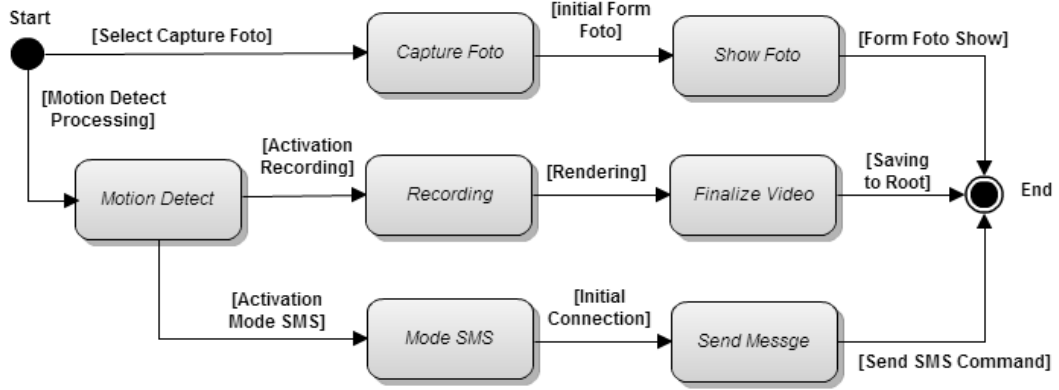 Start
[Select Capture Foto]
Capture Foto
[initial Form
Foto]
Show Foto
[Form Foto Show]
[Motion Detect
Processing]
Motion Detect
[Activation
Recording]
Recording
[Rendering]
Finalize Video
[Saving
to Root]
End
[Activation
Mode SMS]
Mode SMS
[Initial
Connection]
Send Messge
[Send SMS Command]